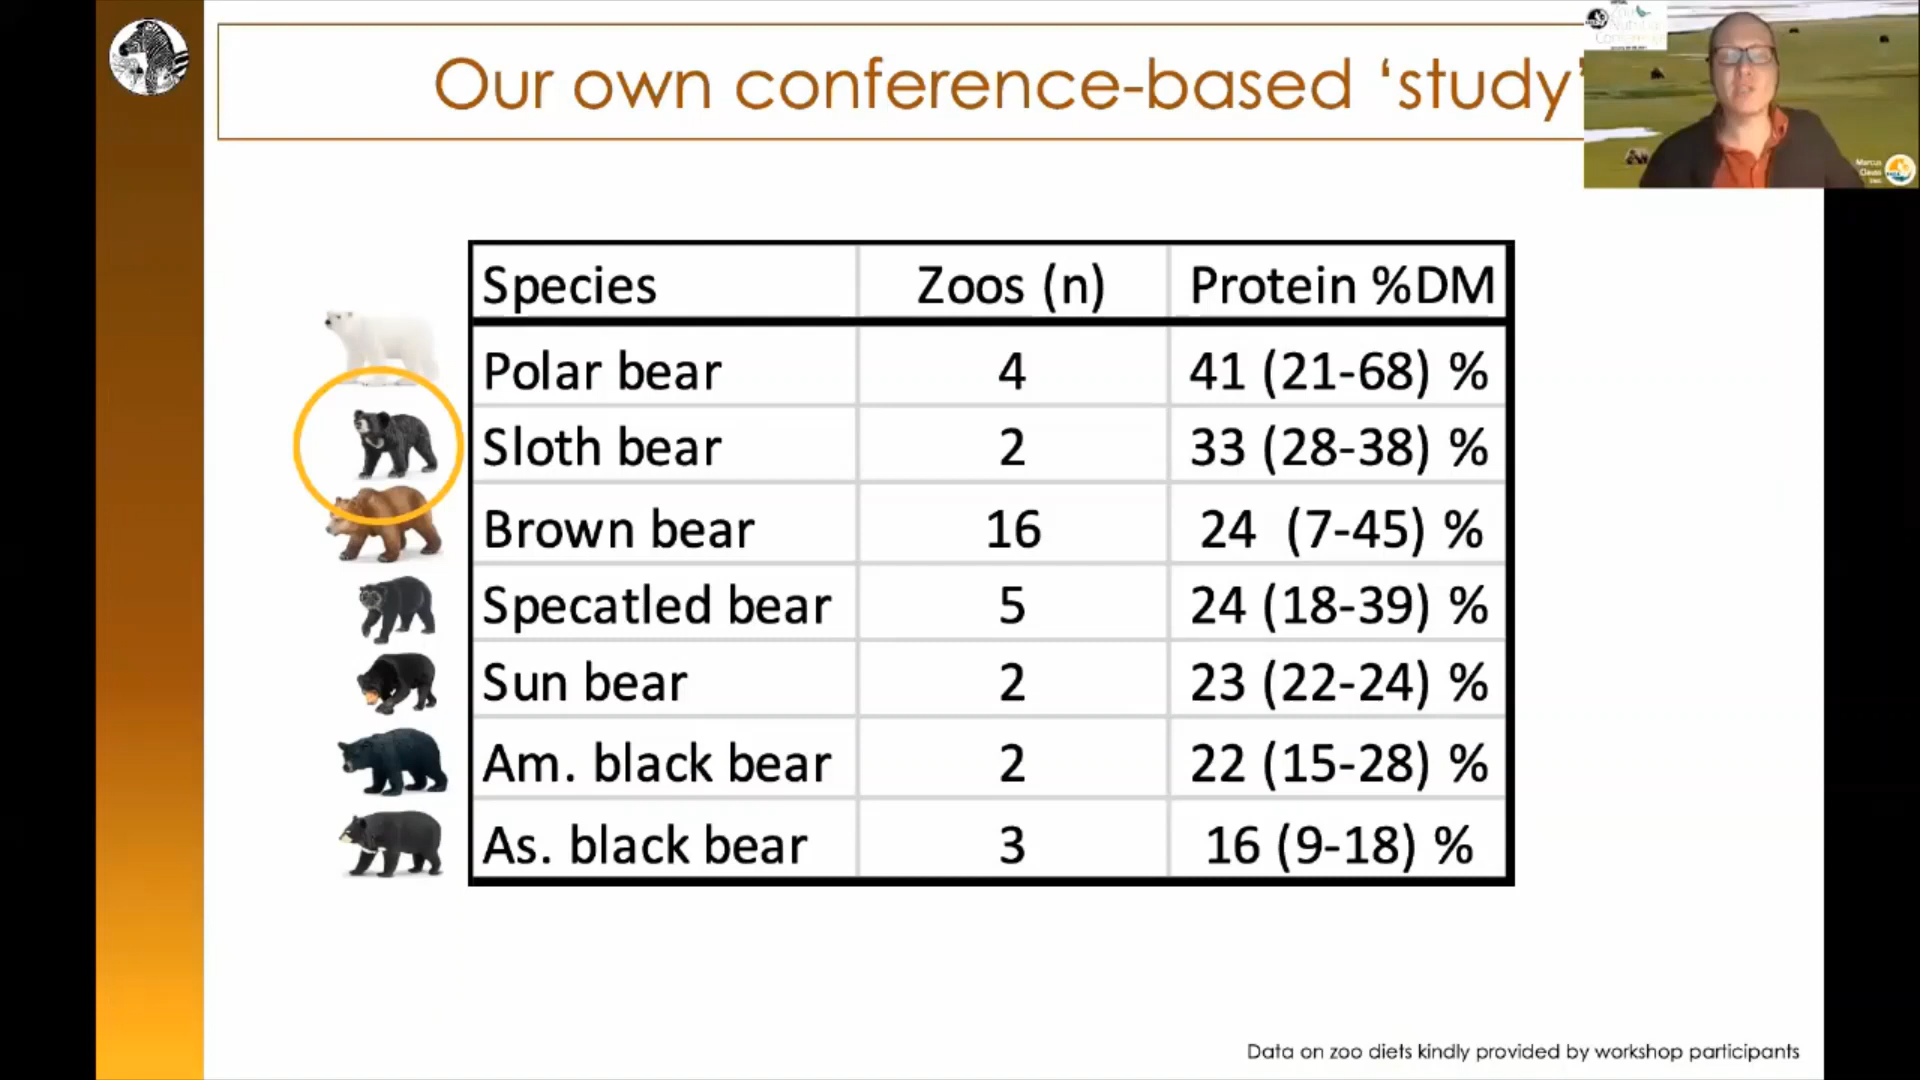 Our own conference-based ‘study’
Marcus
Clauss
Species Zoos (n) Protein %DM
Polar bear 4 41 (21-68) %
Sloth bear 2 33 (28-38) %
Brown bear 16 24 (7-45) %
Specatled bear 5 24 (18-39) %
Sun bear 2 23 (22-24) %
Am. black bear 2 22 (15-28) %
As. black bear 3 16 (9-18) %
Data on zoo diets kindly provided by workshop participants